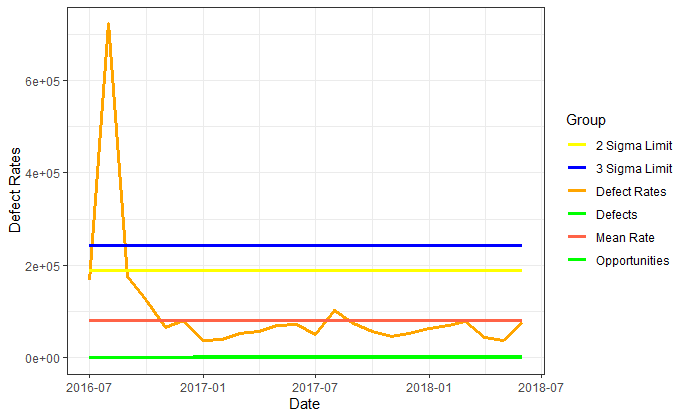 6e+05
4e+05
2e+05
0e+00
Defect Rates
2016-07
2017-01
2017-07
2018-01
2018-07
Date
Group
2 Sigma Limit
3 Sigma Limit
Defect Rates
Defects
Mean Rate
Opportunities